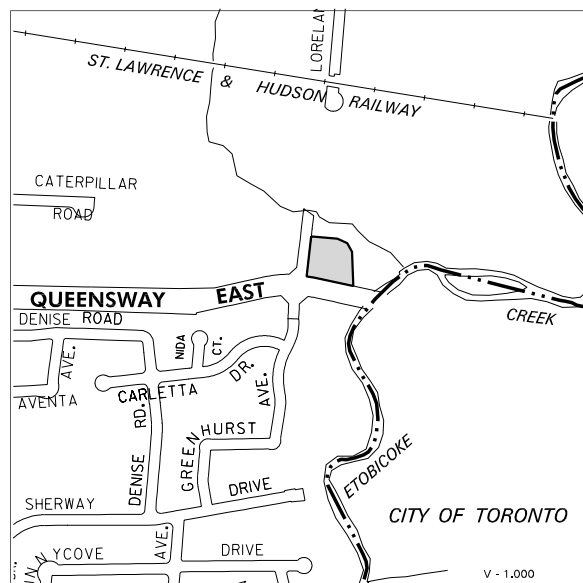 LORELAN
ST. LAWRENCE & HUDSON RAILWAY
CATERPILLAR
ROAD
QUEENSWAY EAST
DENISE ROAD
CREEK
NIDA
CT.
AVE.
DR.
CARLETTA
AVENTA
AVE.
RD.
DENISE
GREEN HURST
ETOBICOKE
SHERWAY
DRIVE
CITY OF TORONTO
AVE.
YCOVE
DRIVE
V - 1.000